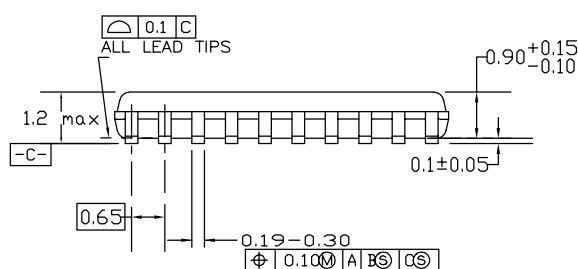 ⌓ 0.1 C
ALL LEAD TIPS
0.90 +0.15 -0.10
1.2 max
-C-
0.1±0.05
0.65
0.19-0.30
⌖ 0.10Ⓜ A BⓈ CⓈ